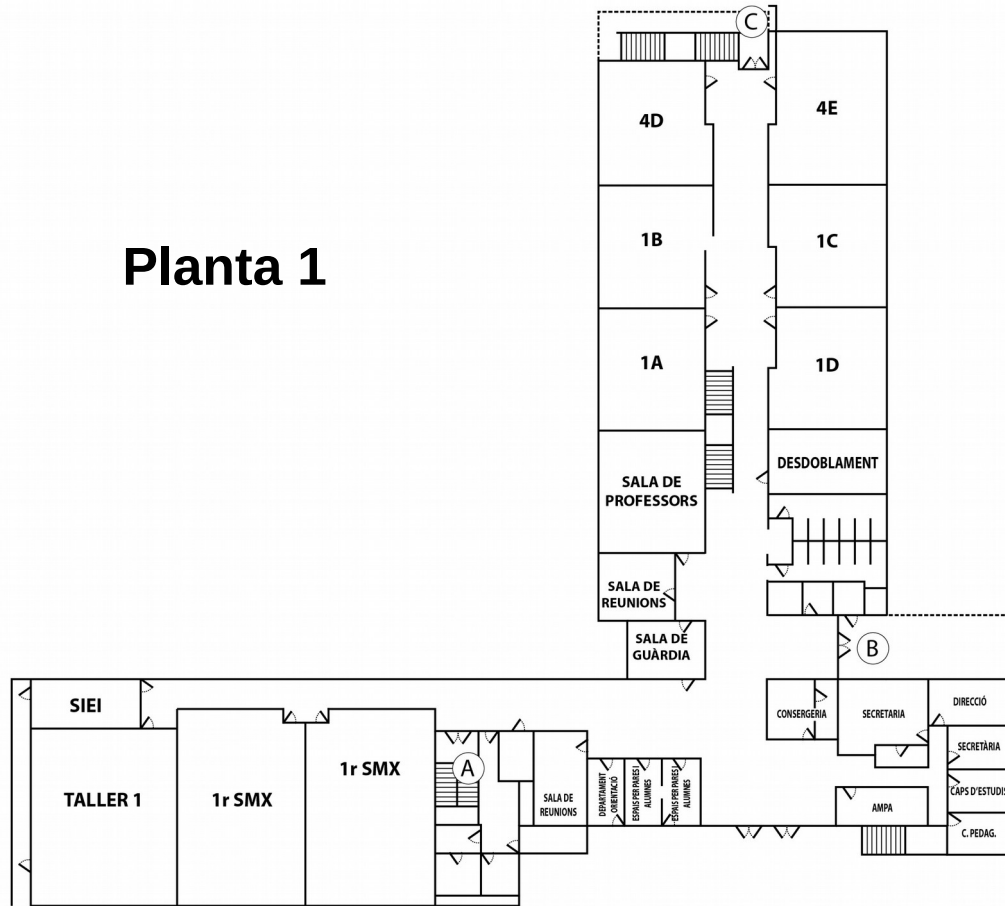 C
4D
4E
Planta 1
1B
1C
1A
1D
DESDOBLAMENT
SALA DE
PROFESSORS
SALA DE
REUNIONS
SALA DE
GUÀRDIA
B
SIEI
CONSERGERIA
SECRETARIA
DIRECCIÓ
SECRETÀRIA
TALLER 1
1r SMX
1r SMX
A
SALA DE
REUNIONS
DEPARTAMENT
ORIENTACIÓ
ESPAIS PER PARES I
ALUMNES
ESPAIS PER PARES I
ALUMNES
AMPA
CAPS D'ESTUDIS
C. PEDAG.